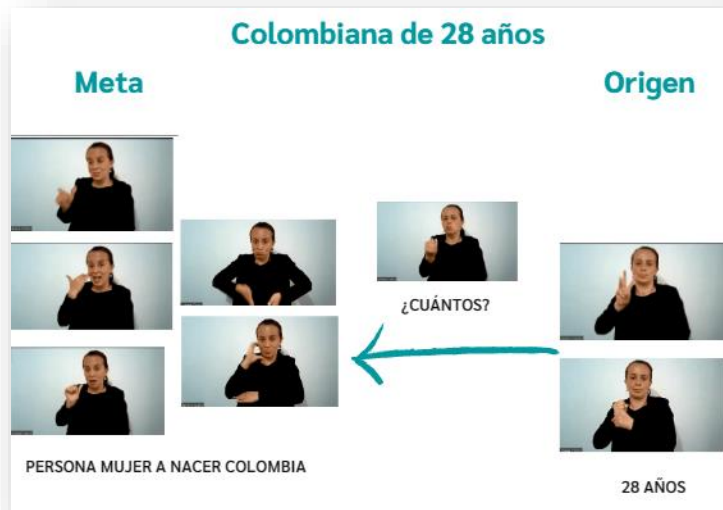 Colombiana de 28 años
Meta
Origen
¿CUÁNTOS?
PERSONA MUJER A NACER COLOMBIA
28 AÑOS